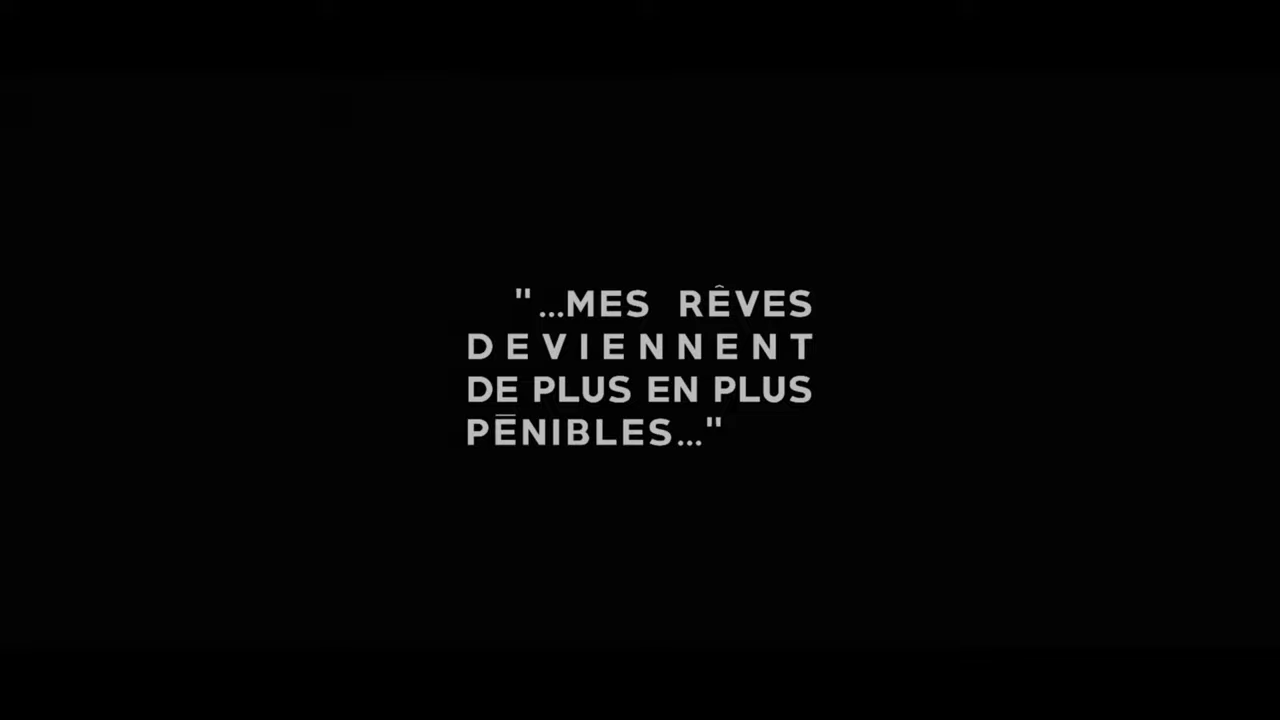 "...MES RÊVES
DEVIENNENT
DE PLUS EN PLUS
PĒNIBLES..."